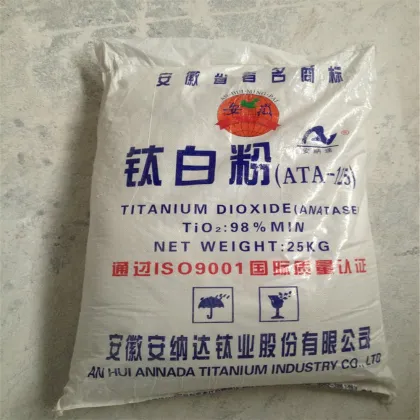 安徽省著名商标
钛白粉(ATA-125)
TITANIUM DIOXIDE(ANATASE
TiO2:98%MIN
NET WEIGHT:25KG
通过ISO9001国际质量认证
安徽安纳达钛业股份有限公司
AN HUI ANNADA TITANIUM INDUSTRY CO.,LTD